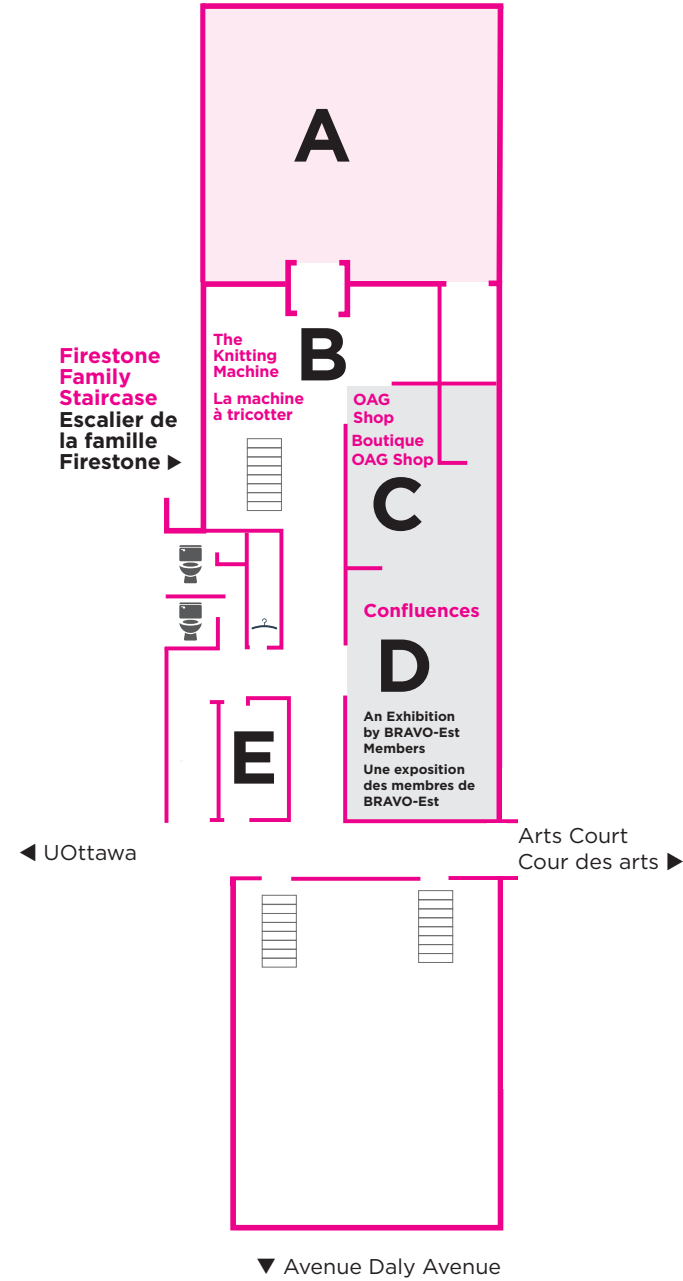 A
B
The
Knitting
Machine
La machine
à tricotter
Firestone
Family
Staircase
Escalier de
la famille
Firestone ▶
OAG
Shop
Boutique
OAG Shop
C
Confluences
D
An Exhibition
by BRAVO-Est
Members
Une exposition
des membres de
BRAVO-Est
E
◀ UOttawa
Arts Court
Cour des arts ▶
▼ Avenue Daly Avenue